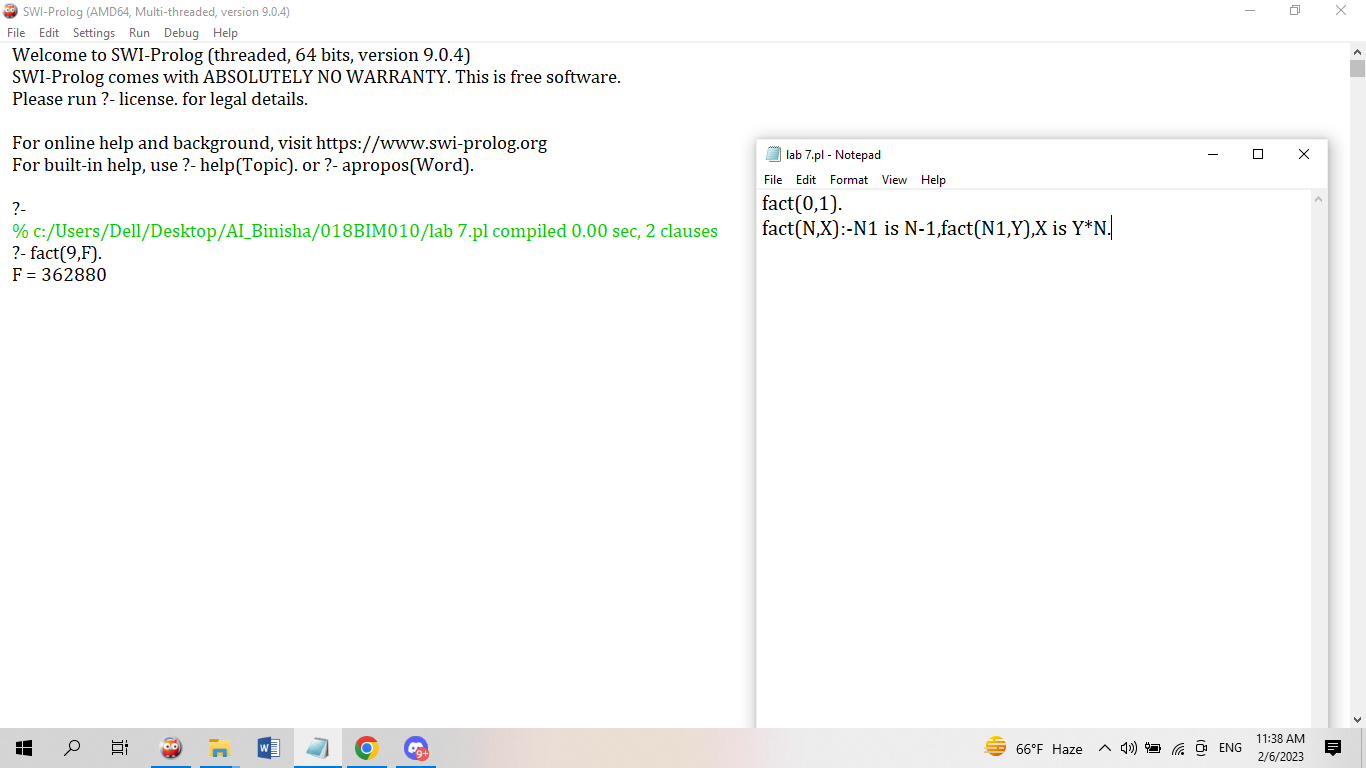 SWI-Prolog (AMD64, Multi-threaded, version 9.0.4)
File Edit Settings Run Debug Help
Welcome to SWI-Prolog (threaded, 64 bits, version 9.0.4)
SWI-Prolog comes with ABSOLUTELY NO WARRANTY. This is free software.
Please run ?- license. for legal details.
For online help and background, visit https://www.swi-prolog.org
For built-in help, use ?- help(Topic). or ?- apropos(Word).
?-
% c:/Users/Dell/Desktop/AI_Binisha/018BIM010/lab 7.pl compiled 0.00 sec, 2 clauses
?- fact(9,F).
F = 362880
lab 7.pl - Notepad
File Edit Format View Help
fact(0,1).
fact(N,X):-N1 is N-1,fact(N1,Y),X is Y*N.
9+
66°F Haze
ENG
11:38 AM
2/6/2023